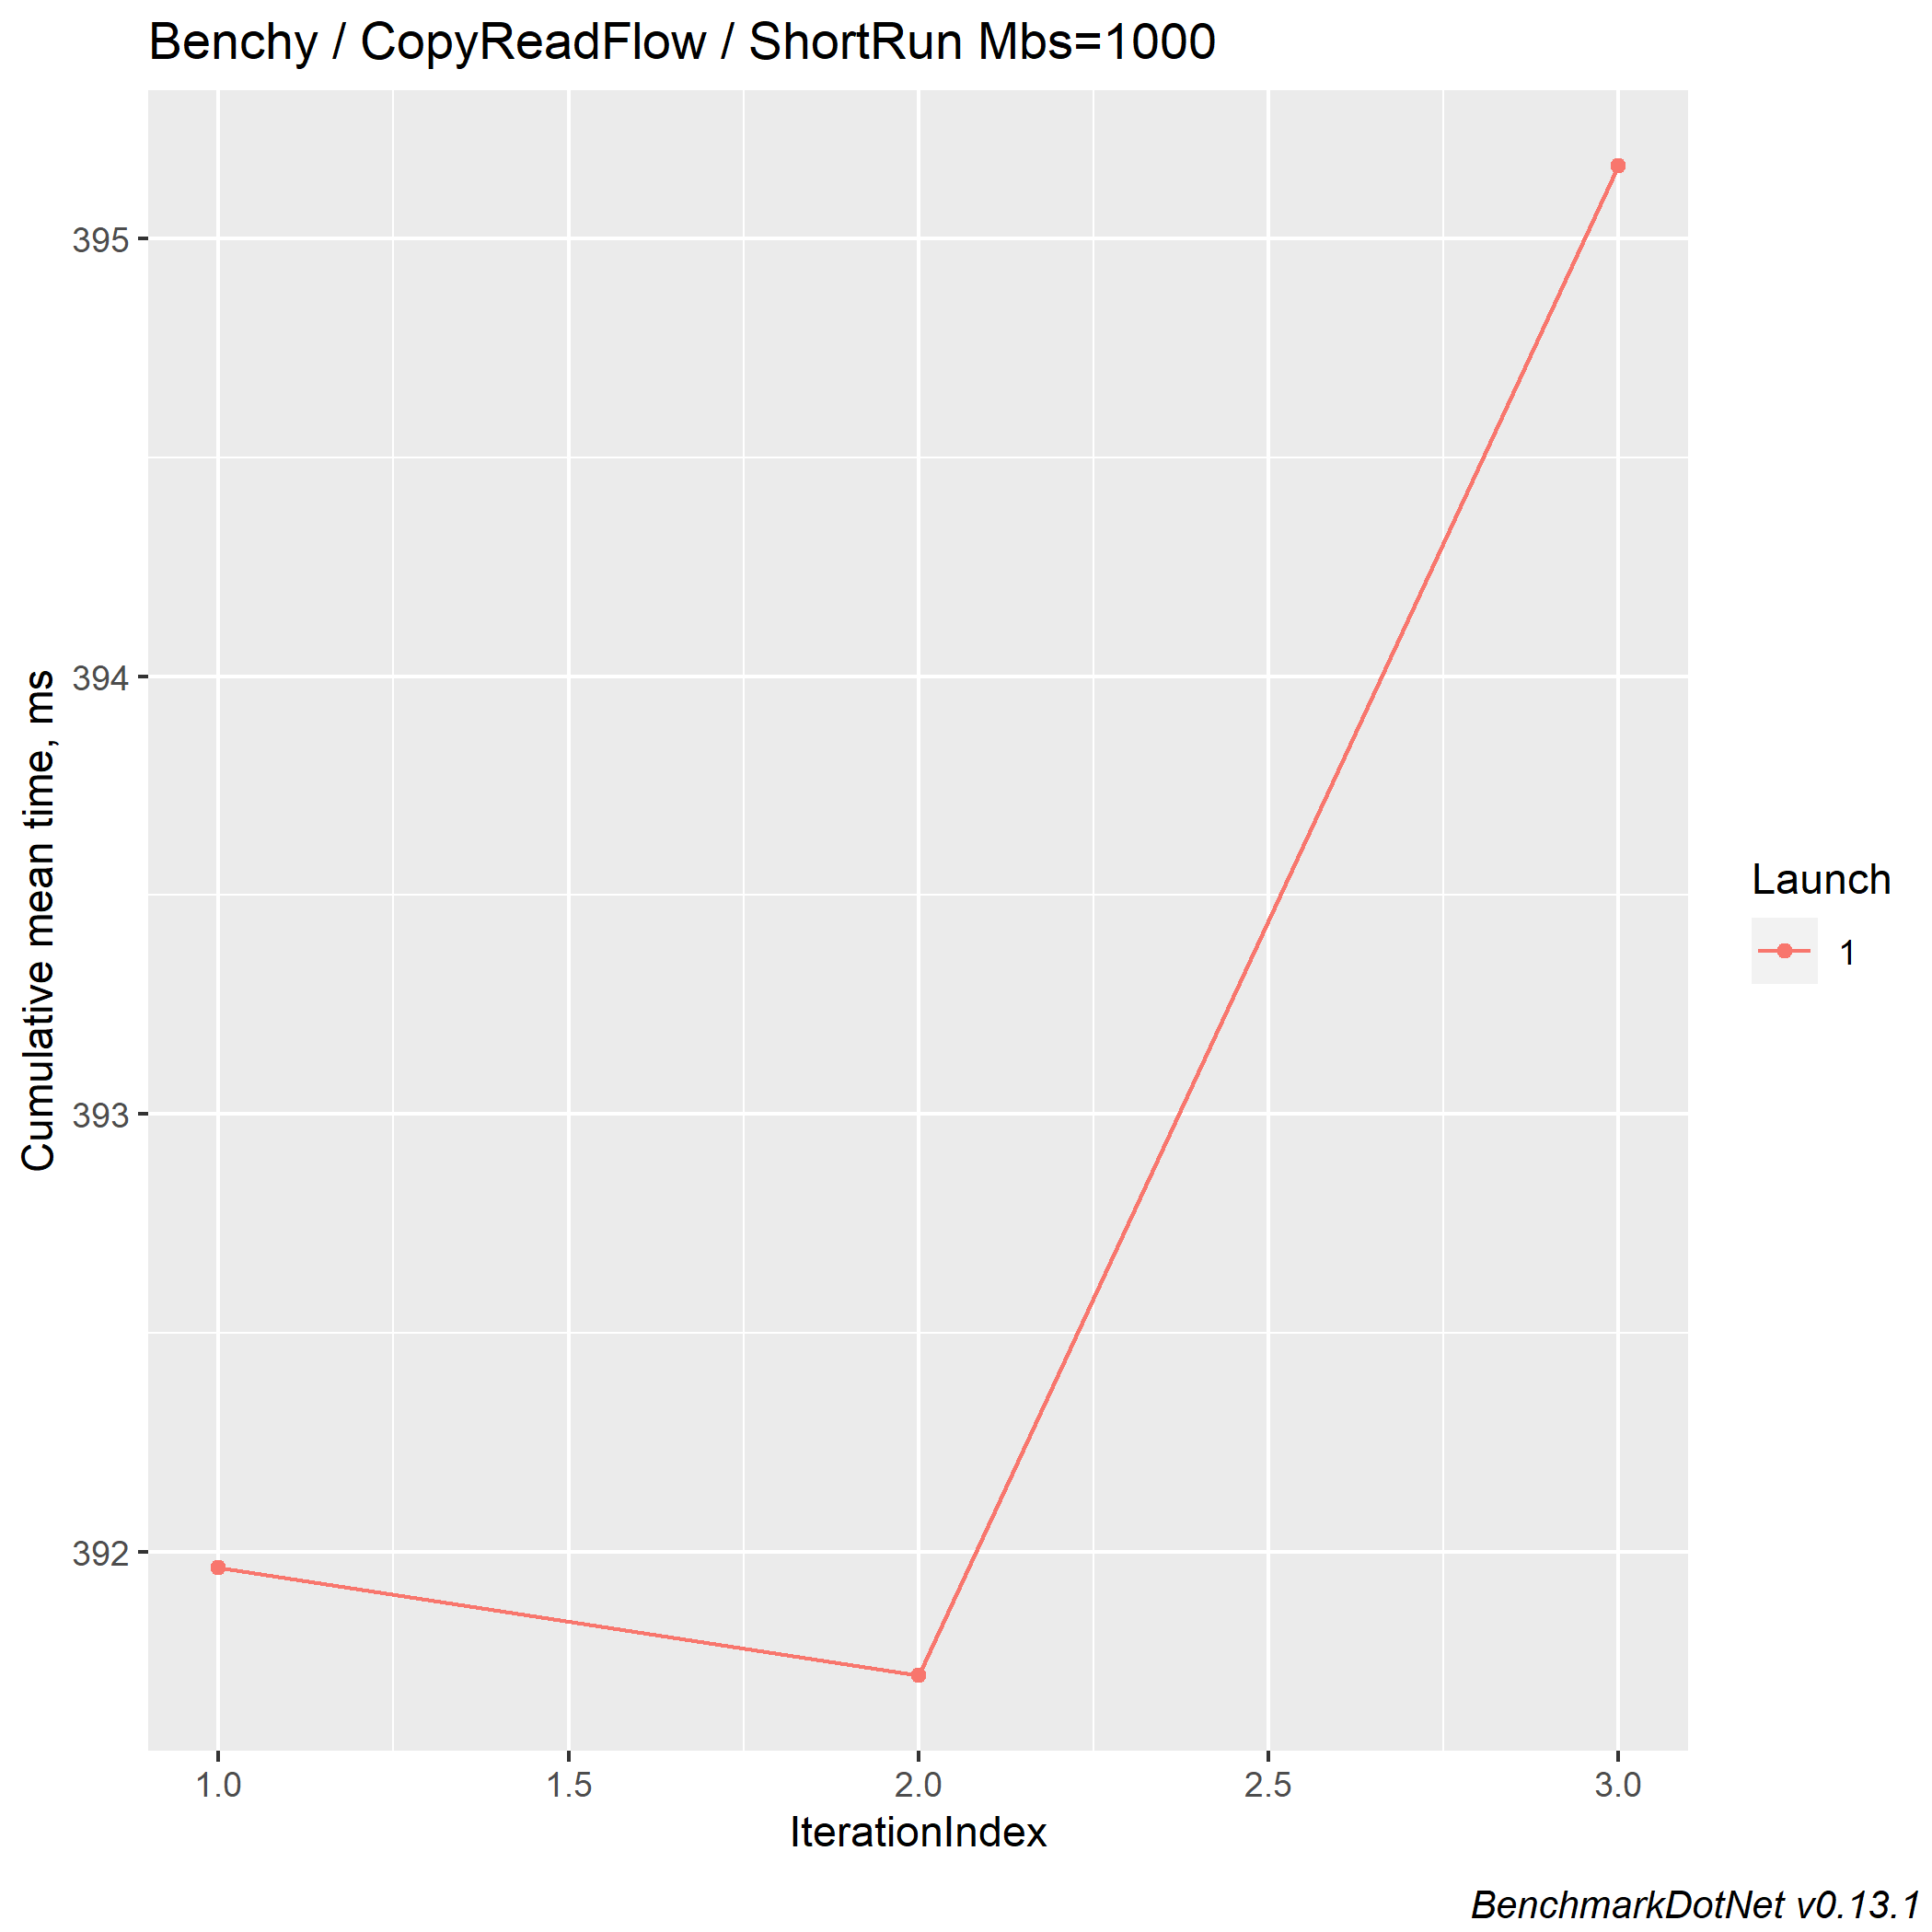 Benchy / CopyReadFlow / ShortRun Mbs=1000
395
394
393
392
Cumulative mean time, ms
1.0 1.5 2.0 2.5 3.0
IterationIndex
Launch
1
BenchmarkDotNet v0.13.1